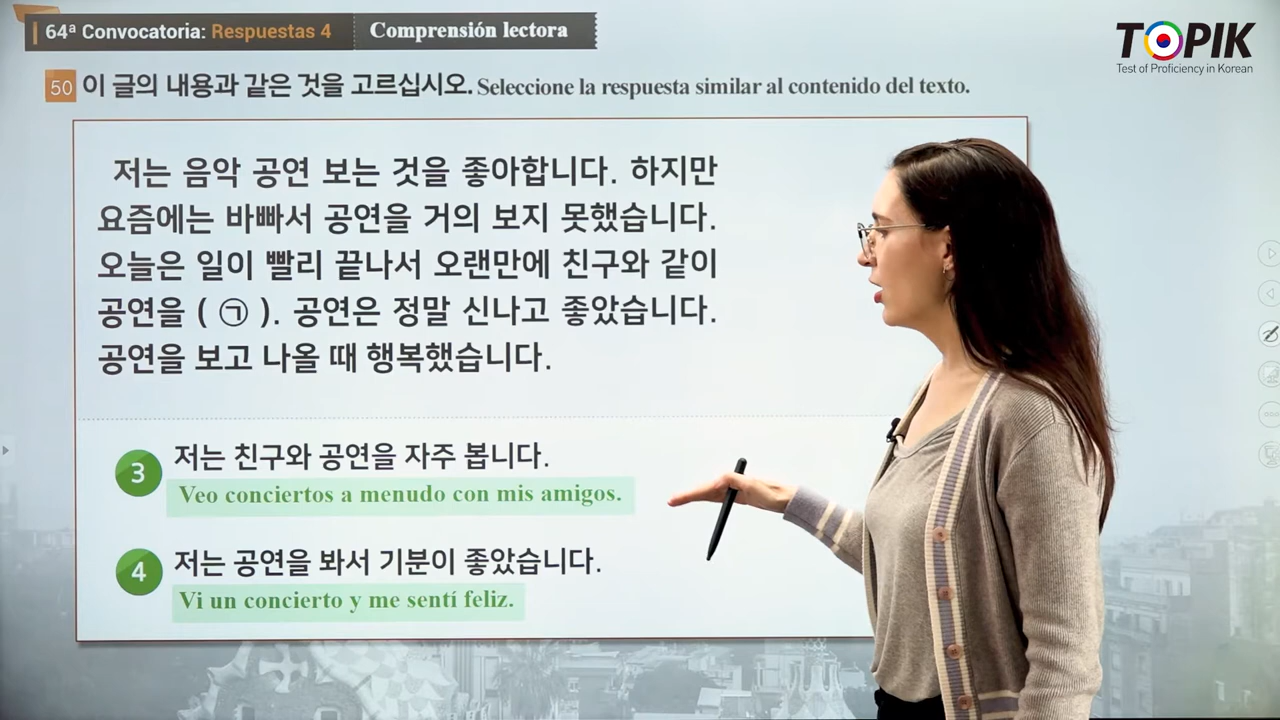 64ª Convocatoria: Respuestas 4 Comprensión lectora
TOPIK
Test of Proficiency in Korean
50 이 글의 내용과 같은 것을 고르십시오. Seleccione la respuesta similar al contenido del texto.
저는 음악 공연 보는 것을 좋아합니다. 하지만
요즘에는 바빠서 공연을 거의 보지 못했습니다.
오늘은 일이 빨리 끝나서 오랜만에 친구와 같이
공연을 ( ㉠ ). 공연은 정말 신나고 좋았습니다.
공연을 보고 나올 때 행복했습니다.
3 저는 친구와 공연을 자주 봅니다.
Veo conciertos a menudo con mis amigos.
4 저는 공연을 봐서 기분이 좋았습니다.
Vi un concierto y me sentí feliz.